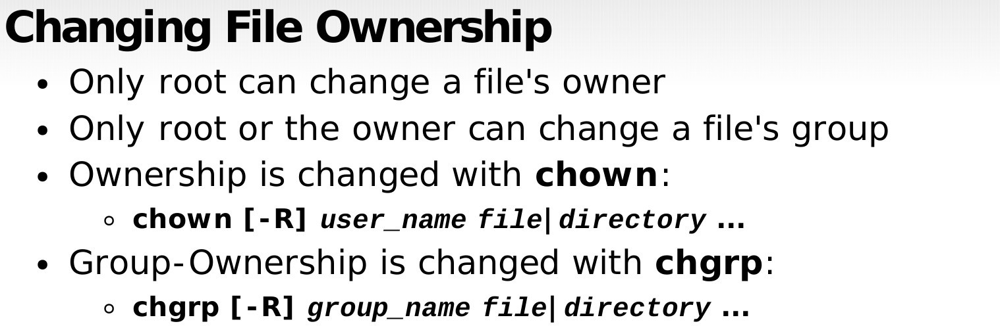 Changing File Ownership
• Only root can change a file's owner
• Only root or the owner can change a file's group
• Ownership is changed with chown:
◦ chown [-R] user_name file|directory ...
• Group-Ownership is changed with chgrp:
◦ chgrp [-R] group_name file|directory ...